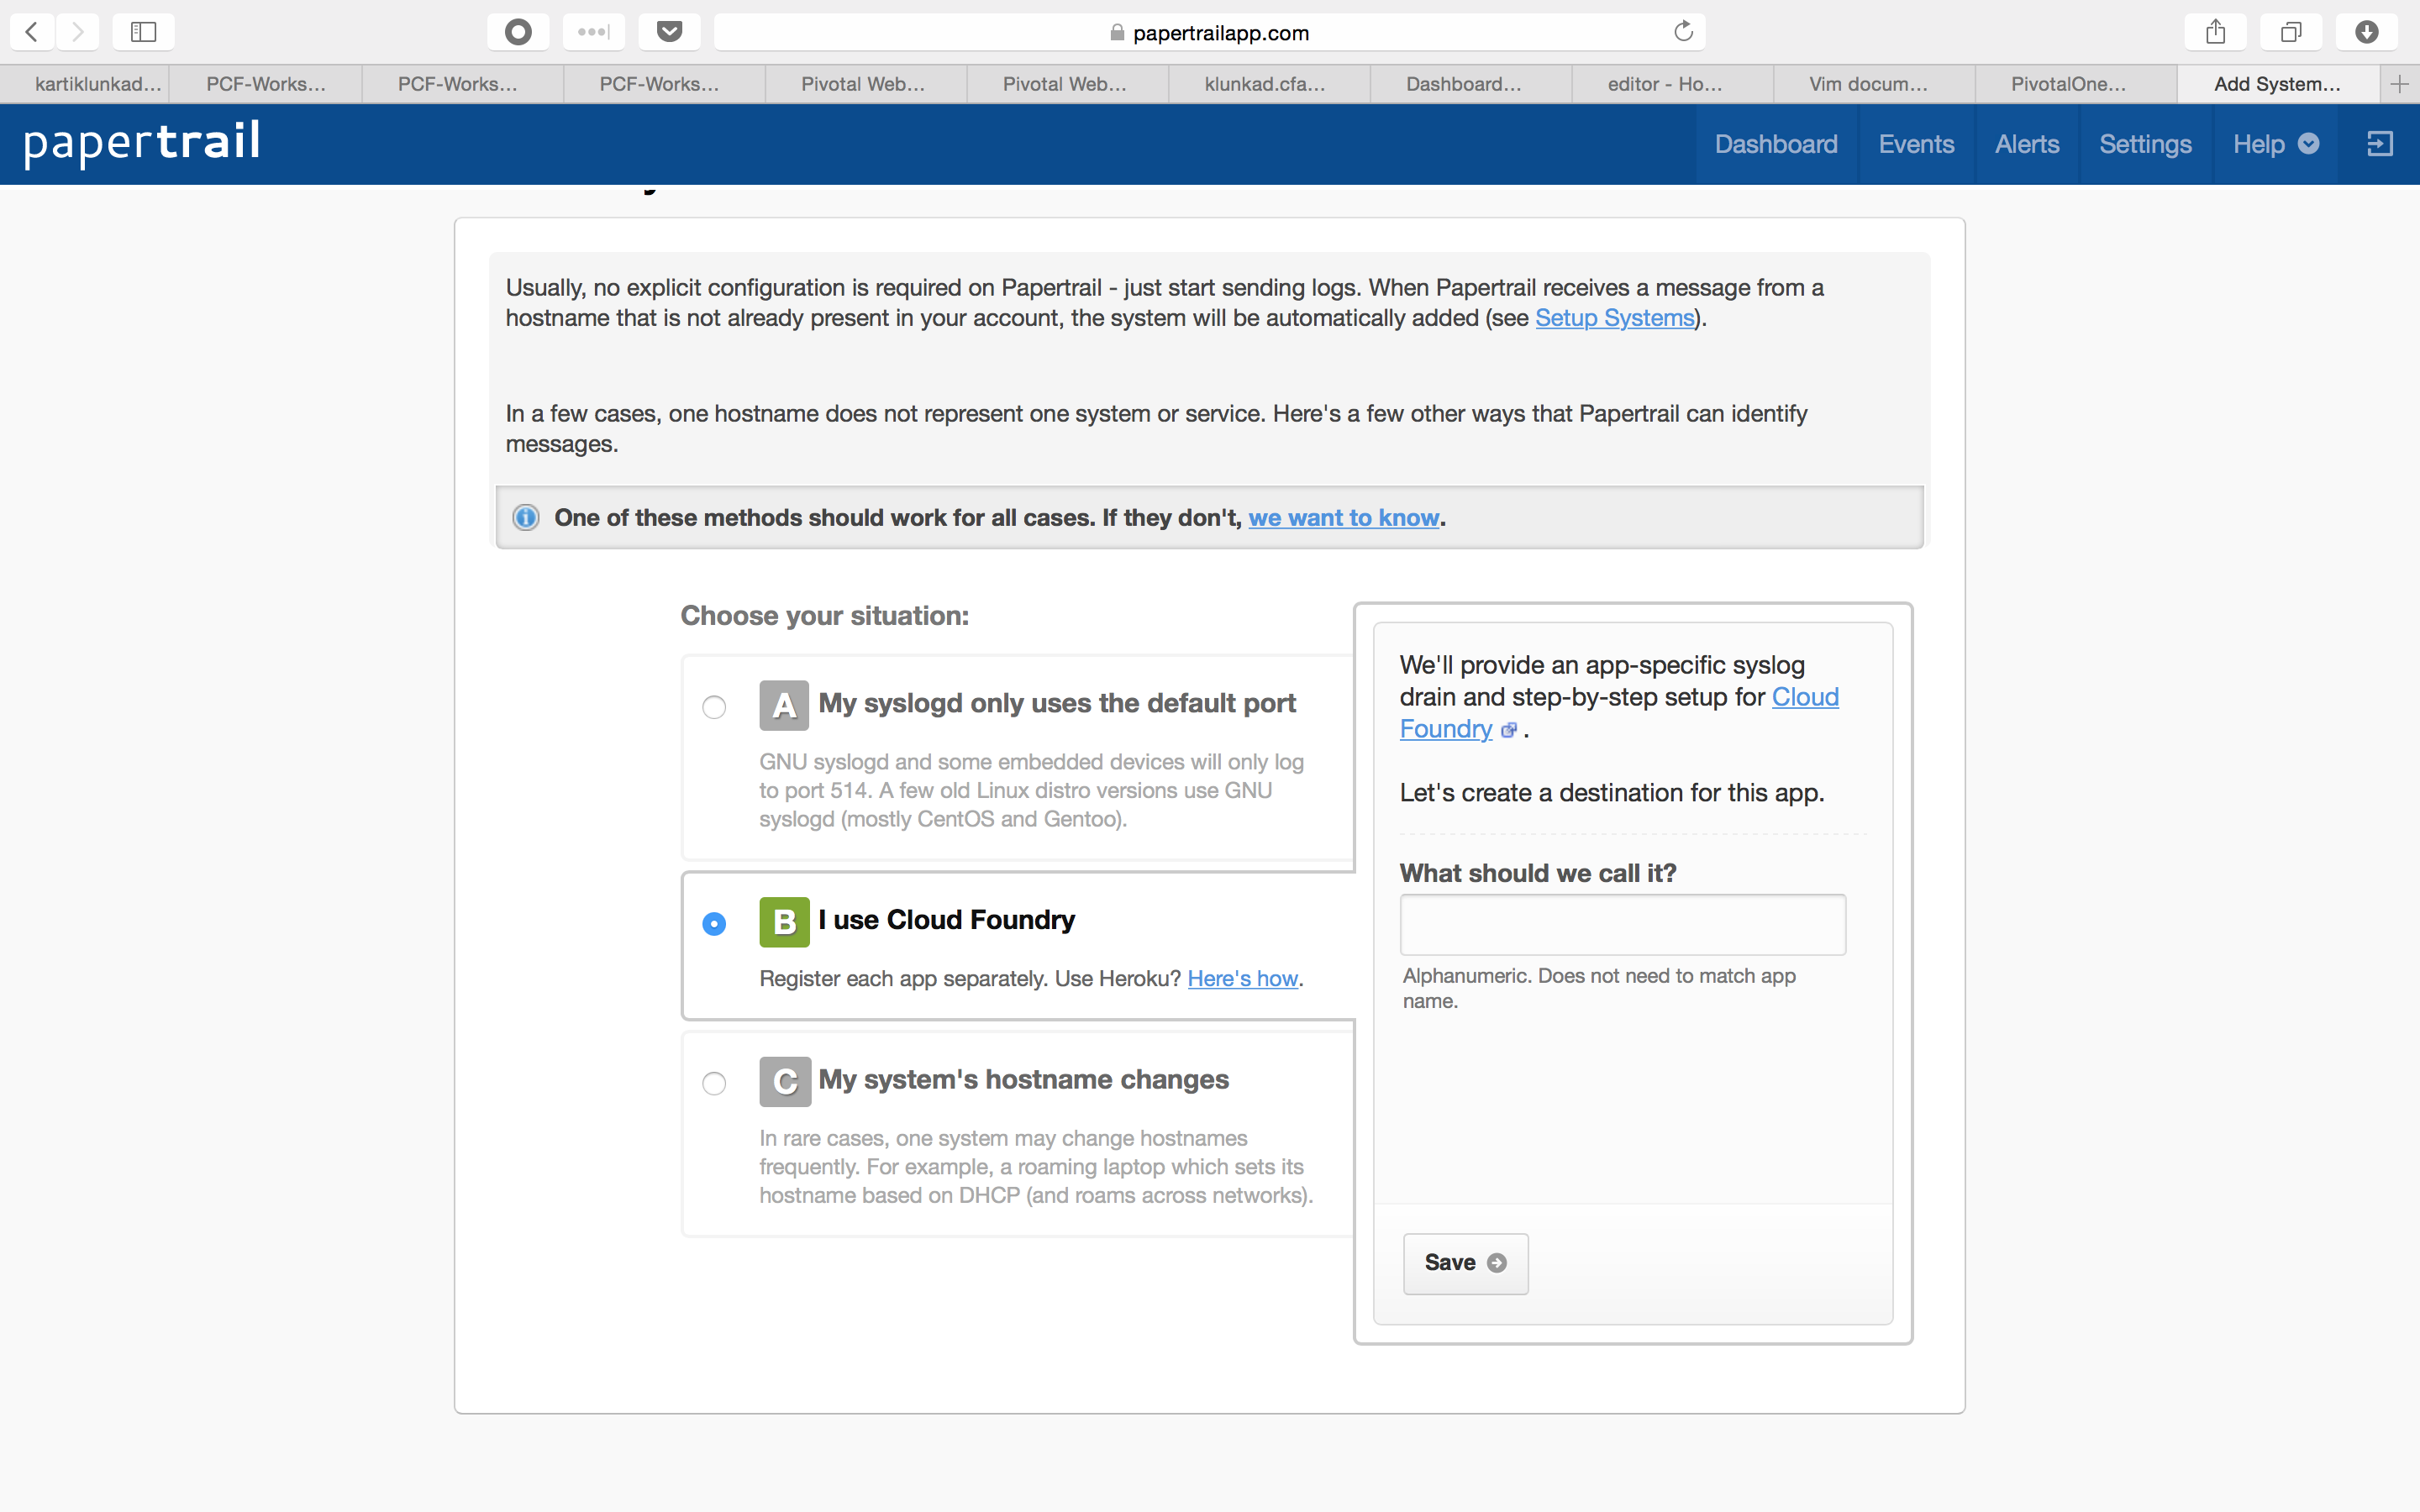 papertrailapp.com
kartiklunkad...
PCF-Works...
PCF-Works...
PCF-Works...
Pivotal Web...
Pivotal Web...
klunkad.cfa...
Dashboard...
editor - Ho...
Vim docum...
PivotalOne...
Add System...
papertrail
Dashboard
Events
Alerts
Settings
Help
Usually, no explicit configuration is required on Papertrail - just start sending logs. When Papertrail receives a message from a
hostname that is not already present in your account, the system will be automatically added (see Setup Systems).
In a few cases, one hostname does not represent one system or service. Here's a few other ways that Papertrail can identify
messages.
One of these methods should work for all cases. If they don't, we want to know.
Choose your situation:
A My syslogd only uses the default port
GNU syslogd and some embedded devices will only log
to port 514. A few old Linux distro versions use GNU
syslogd (mostly CentOS and Gentoo).
B I use Cloud Foundry
Register each app separately. Use Heroku? Here's how.
C My system's hostname changes
In rare cases, one system may change hostnames
frequently. For example, a roaming laptop which sets its
hostname based on DHCP (and roams across networks).
We'll provide an app-specific syslog
drain and step-by-step setup for Cloud
Foundry .
Let's create a destination for this app.
What should we call it?
Alphanumeric. Does not need to match app
name.
Save